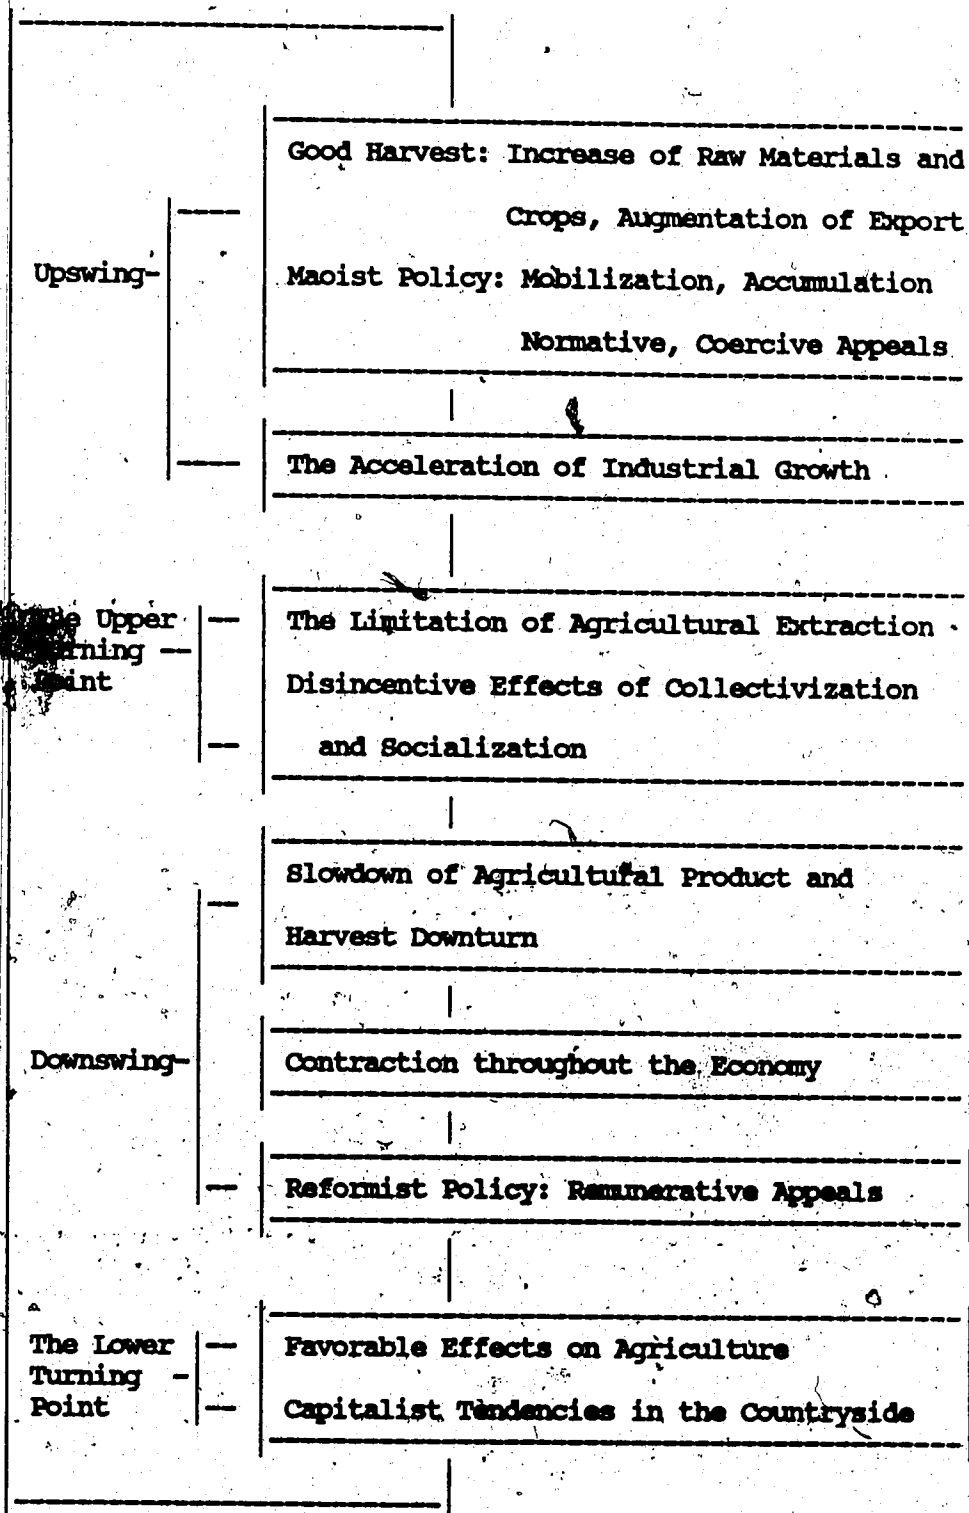 Good Harvest: Increase of Raw Materials and
Crops, Augmentation of Export
Upswing-
Maoist Policy: Mobilization, Accumulation
Normative, Coercive Appeals
The Acceleration of Industrial Growth
The Upper
Turning
Point
The Limitation of Agricultural Extraction
Disincentive Effects of Collectivization
and Socialization
Slowdown of Agricultural Product and
Harvest Downturn
Downswing-
Contraction throughout the Economy
Reformist Policy: Remunerative Appeals
The Lower
Turning -
Point
Favorable Effects on Agriculture
Capitalist Tendencies in the Countryside